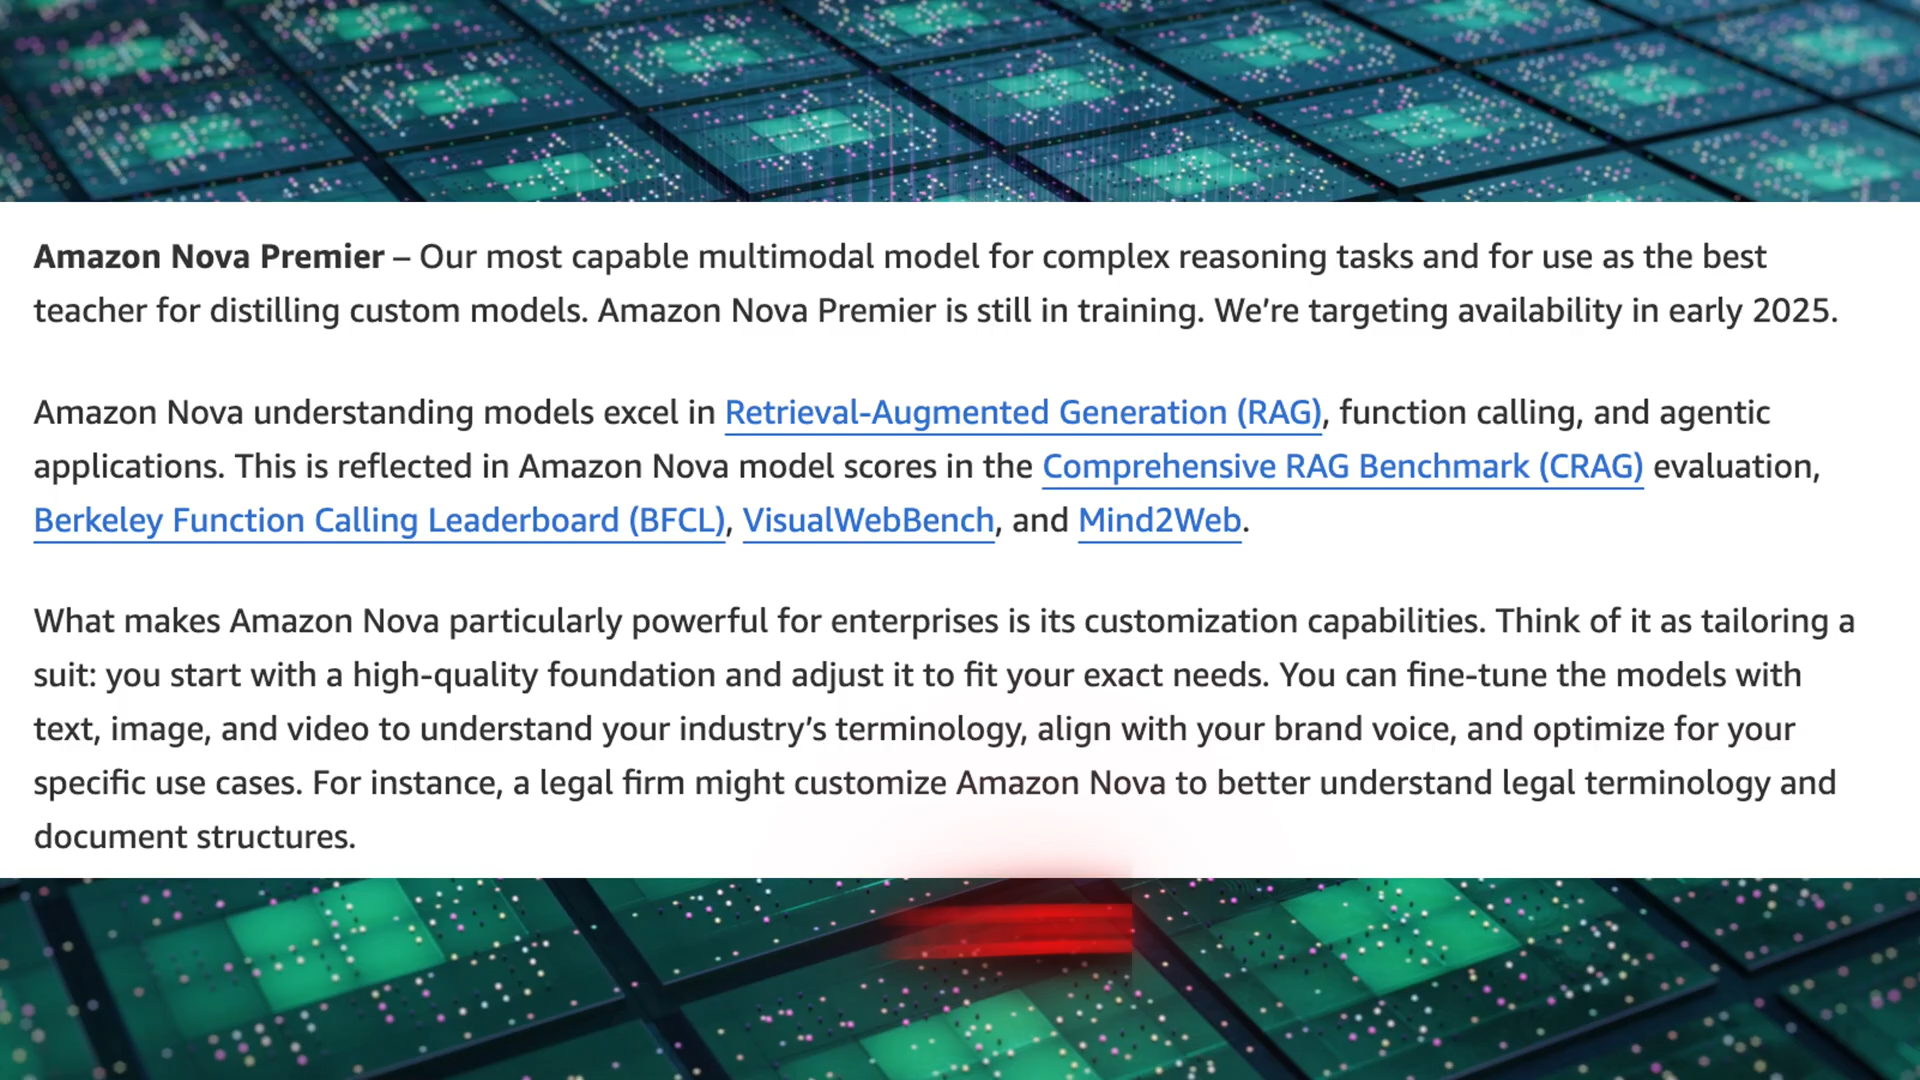 Amazon Nova Premier – Our most capable multimodal model for complex reasoning tasks and for use as the best
teacher for distilling custom models. Amazon Nova Premier is still in training. We’re targeting availability in early 2025.
Amazon Nova understanding models excel in Retrieval-Augmented Generation (RAG), function calling, and agentic
applications. This is reflected in Amazon Nova model scores in the Comprehensive RAG Benchmark (CRAG) evaluation,
Berkeley Function Calling Leaderboard (BFCL), VisualWebBench, and Mind2Web.
What makes Amazon Nova particularly powerful for enterprises is its customization capabilities. Think of it as tailoring a
suit: you start with a high-quality foundation and adjust it to fit your exact needs. You can fine-tune the models with
text, image, and video to understand your industry’s terminology, align with your brand voice, and optimize for your
specific use cases. For instance, a legal firm might customize Amazon Nova to better understand legal terminology and
document structures.